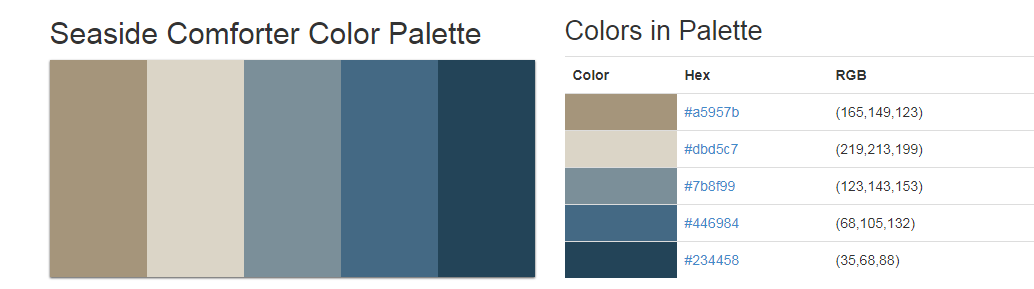 Seaside Comforter Color Palette
Colors in Palette
Color Hex RGB
#a5957b (165,149,123)
#dbd5c7 (219,213,199)
#7b8f99 (123,143,153)
#446984 (68,105,132)
#234458 (35,68,88)